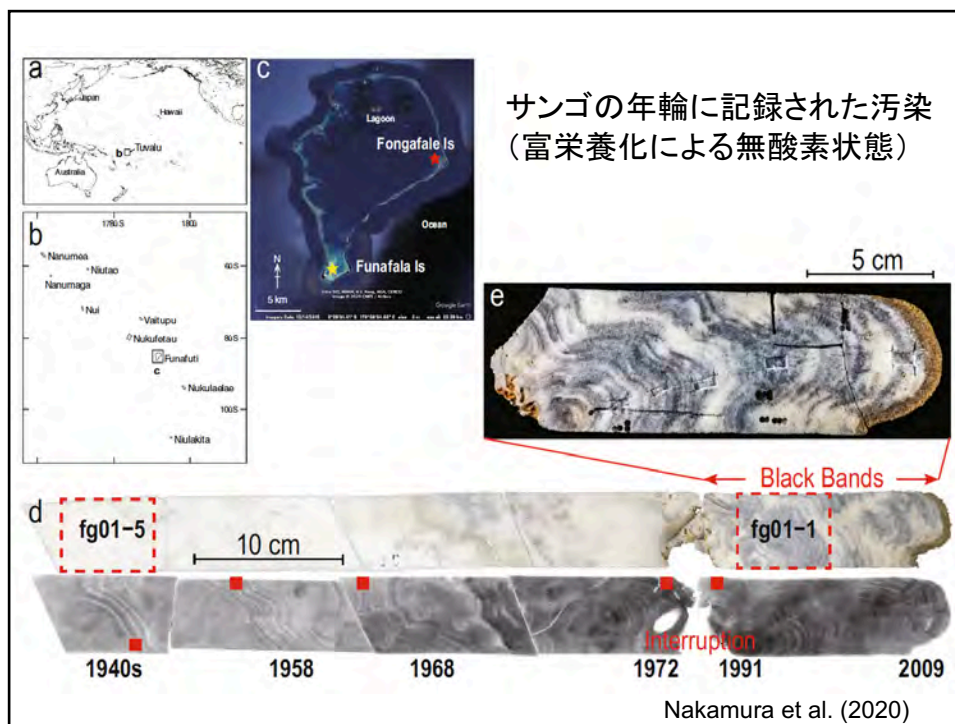 サンゴの年輪に記録された汚染
（富栄養化による無酸素状態）
a
Japan
Hawaii
b
Tuvalu
Australia
b
Nanumea
Niutao
Nanumaga
Nui
Vaitupu
Nukufetau
Funafuti
c
Nukulaelae
Niulakita
c
Lagoon
Fongafale Is
Ocean
N
Funafala Is
5 km
Google Earth
5 cm
e
Black Bands
d
fg01-5
10 cm
fg01-1
Interruption
1940s
1958
1968
1972
1991
2009
Nakamura et al. (2020)